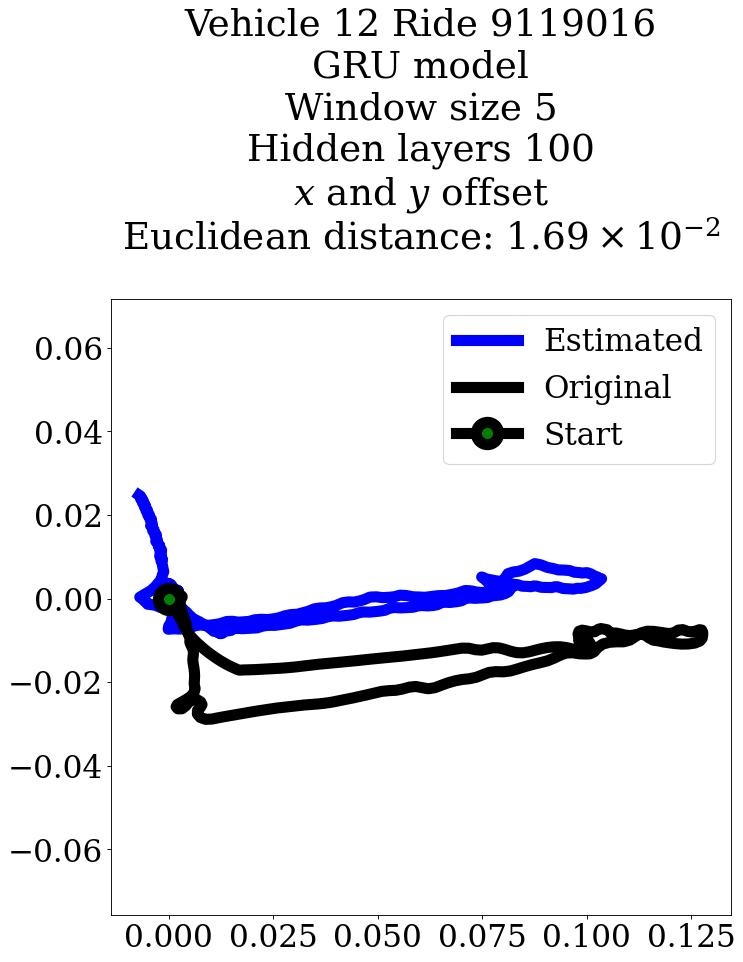 Vehicle 12 Ride 9119016
GRU model
Window size 5
Hidden layers 100
x and y offset
Euclidean distance: 1.69 × 10⁻²
Estimated
Original
Start
0.06
0.04
0.02
0.00
−0.02
−0.04
−0.06
0.000 0.025 0.050 0.075 0.100 0.125